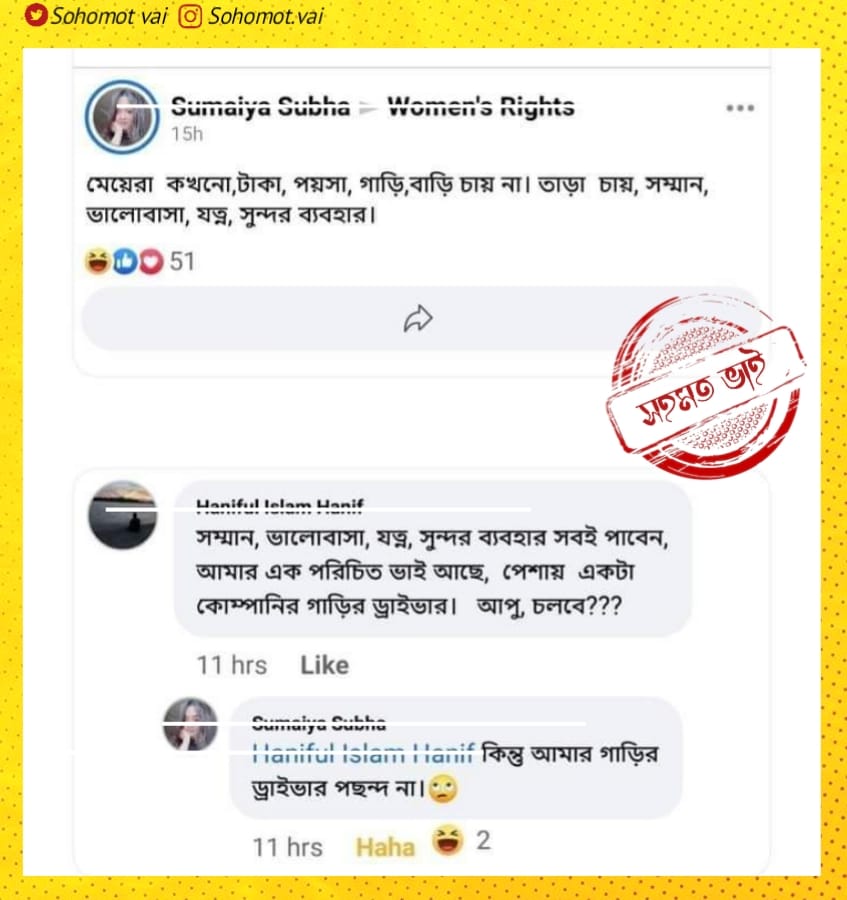 Sohomot vai Sohomot.vai
Sumaiya Subha Women's Rights
15h
মেয়েরা কখনো,টাকা, পয়সা, গাড়ি,বাড়ি চায় না। তাড়া চায়, সম্মান,
ভালোবাসা, যত্ন, সুন্দর ব্যবহার।
51
সহমত ভাই
Haniful Islam Hanif
সম্মান, ভালোবাসা, যত্ন, সুন্দর ব্যবহার সবই পাবেন,
আমার এক পরিচিত ভাই আছে, পেশায় একটা
কোম্পানির গাড়ির ড্রাইভার। আপু, চলবে???
11 hrs Like
Sumaiya Subha
Haniful Islam Hanif কিন্তু আমার গাড়ির
ড্রাইভার পছন্দ না।🙄
11 hrs Haha 2